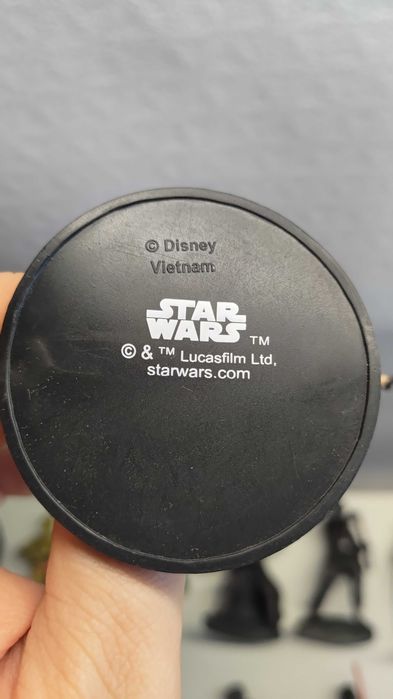 © Disney
Vietnam
STAR
WARS ™
© & ™ Lucasfilm Ltd.
starwars.com